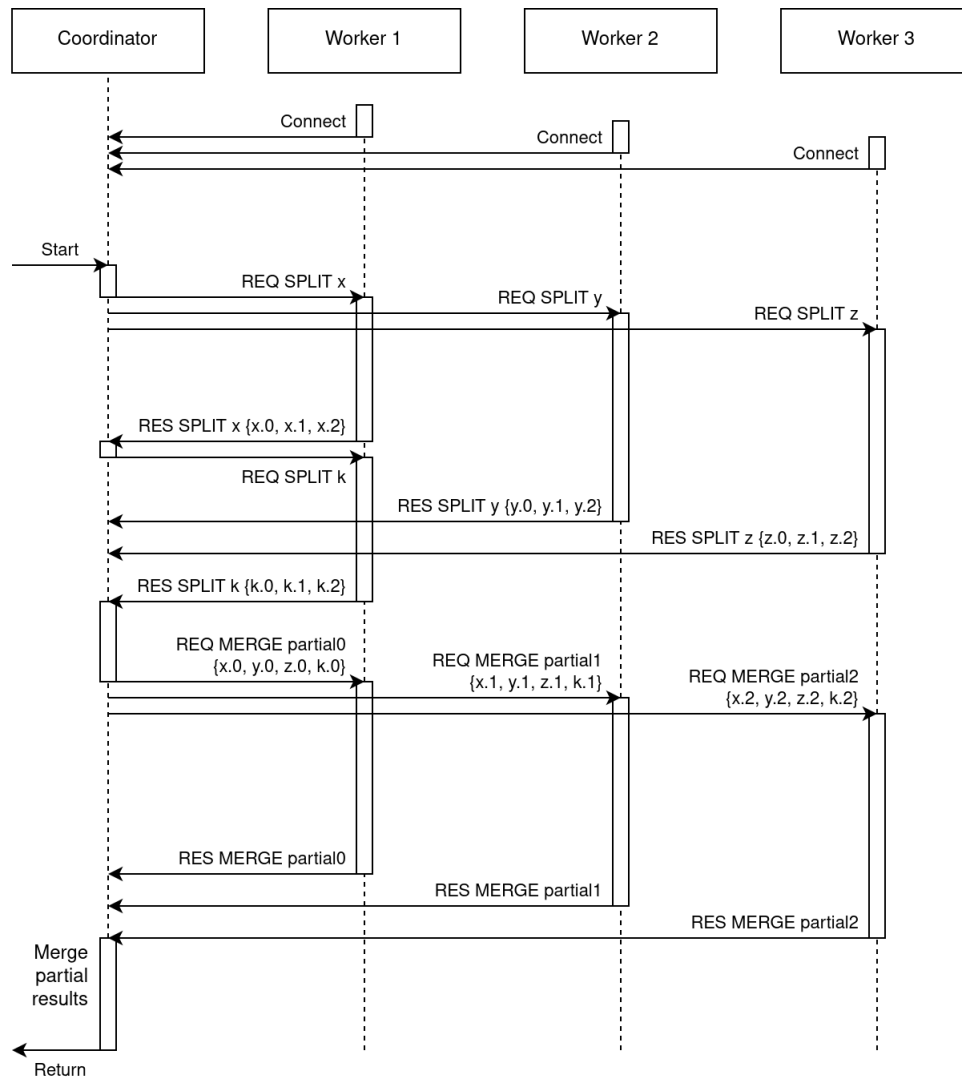 Coordinator
Worker 1
Worker 2
Worker 3
Connect
Connect
Connect
Start
REQ SPLIT x
REQ SPLIT y
REQ SPLIT z
RES SPLIT x {x.0, x.1, x.2}
REQ SPLIT k
RES SPLIT y {y.0, y.1, y.2}
RES SPLIT z {z.0, z.1, z.2}
RES SPLIT k {k.0, k.1, k.2}
REQ MERGE partial0
{x.0, y.0, z.0, k.0}
REQ MERGE partial1
{x.1, y.1, z.1, k.1}
REQ MERGE partial2
{x.2, y.2, z.2, k.2}
RES MERGE partial0
RES MERGE partial1
RES MERGE partial2
Merge
partial
results
Return